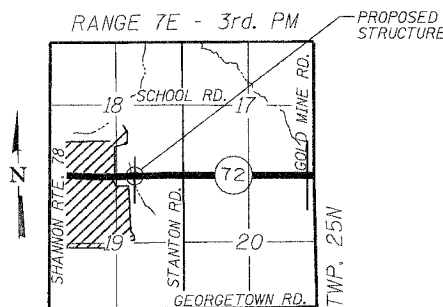 RANGE 7E - 3rd. PM
PROPOSED
STRUCTURE
18
SCHOOL RD.
17
GOLD MINE RD.
N
SHANNON RTE. 78
72
STANTON RD.
TWP. 25N
19
20
GEORGETOWN RD.